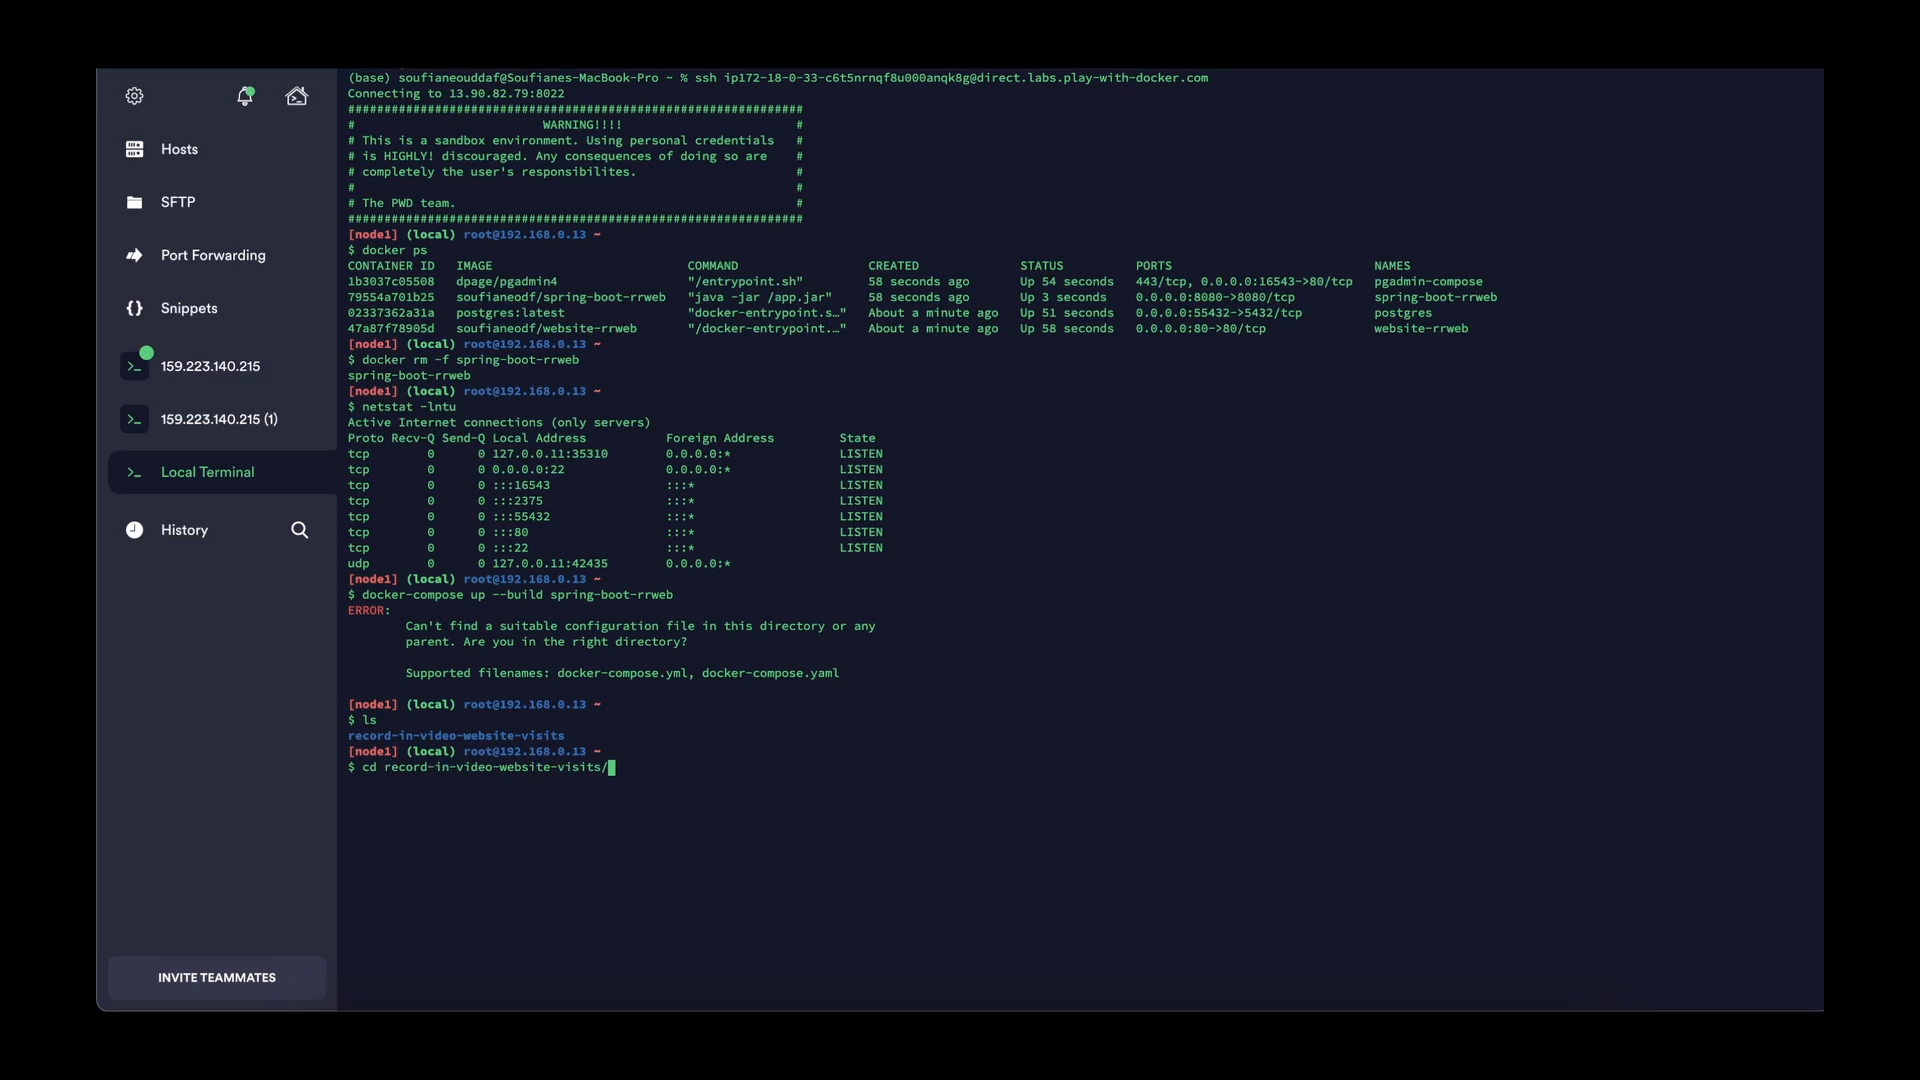 Hosts
SFTP
Port Forwarding
Snippets
159.223.140.215
159.223.140.215 (1)
Local Terminal
History
INVITE TEAMMATES
(base) soufianeouddaf@Soufianes-MacBook-Pro ~ % ssh ip172-18-0-33-c6t5nrnqf8u000anqk8g@direct.labs.play-with-docker.com
Connecting to 13.90.82.79:8022
###############################################################
#                          WARNING!!!!                        #
# This is a sandbox environment. Using personal credentials   #
# is HIGHLY! discouraged. Any consequences of doing so are    #
# completely the user's responsibilites.                      #
#                                                             #
# The PWD team.                                               #
###############################################################
[node1] (local) root@192.168.0.13 ~
$ docker ps
CONTAINER ID   IMAGE                          COMMAND                  CREATED              STATUS          PORTS                            NAMES
1b3037c05508   dpage/pgadmin4                 "/entrypoint.sh"         58 seconds ago       Up 54 seconds   443/tcp, 0.0.0.0:16543->80/tcp   pgadmin-compose
79554a701b25   soufianeodf/spring-boot-rrweb   "java -jar /app.jar"     58 seconds ago       Up 3 seconds    0.0.0.0:8080->8080/tcp           spring-boot-rrweb
02337362a31a   postgres:latest                "docker-entrypoint.s…"   About a minute ago   Up 51 seconds   0.0.0.0:55432->5432/tcp          postgres
47a87f78905d   soufianeodf/website-rrweb      "/docker-entrypoint.…"   About a minute ago   Up 58 seconds   0.0.0.0:80->80/tcp               website-rrweb
[node1] (local) root@192.168.0.13 ~
$ docker rm -f spring-boot-rrweb
spring-boot-rrweb
[node1] (local) root@192.168.0.13 ~
$ netstat -lntu
Active Internet connections (only servers)
Proto Recv-Q Send-Q Local Address           Foreign Address         State
tcp        0      0 127.0.0.11:35310        0.0.0.0:*               LISTEN
tcp        0      0 0.0.0.0:22              0.0.0.0:*               LISTEN
tcp        0      0 :::16543                :::*                    LISTEN
tcp        0      0 :::2375                 :::*                    LISTEN
tcp        0      0 :::55432                :::*                    LISTEN
tcp        0      0 :::80                   :::*                    LISTEN
tcp        0      0 :::22                   :::*                    LISTEN
udp        0      0 127.0.0.11:42435        0.0.0.0:*
[node1] (local) root@192.168.0.13 ~
$ docker-compose up --build spring-boot-rrweb
ERROR:
Can't find a suitable configuration file in this directory or any
parent. Are you in the right directory?
Supported filenames: docker-compose.yml, docker-compose.yaml
[node1] (local) root@192.168.0.13 ~
$ ls
record-in-video-website-visits
[node1] (local) root@192.168.0.13 ~
$ cd record-in-video-website-visits/